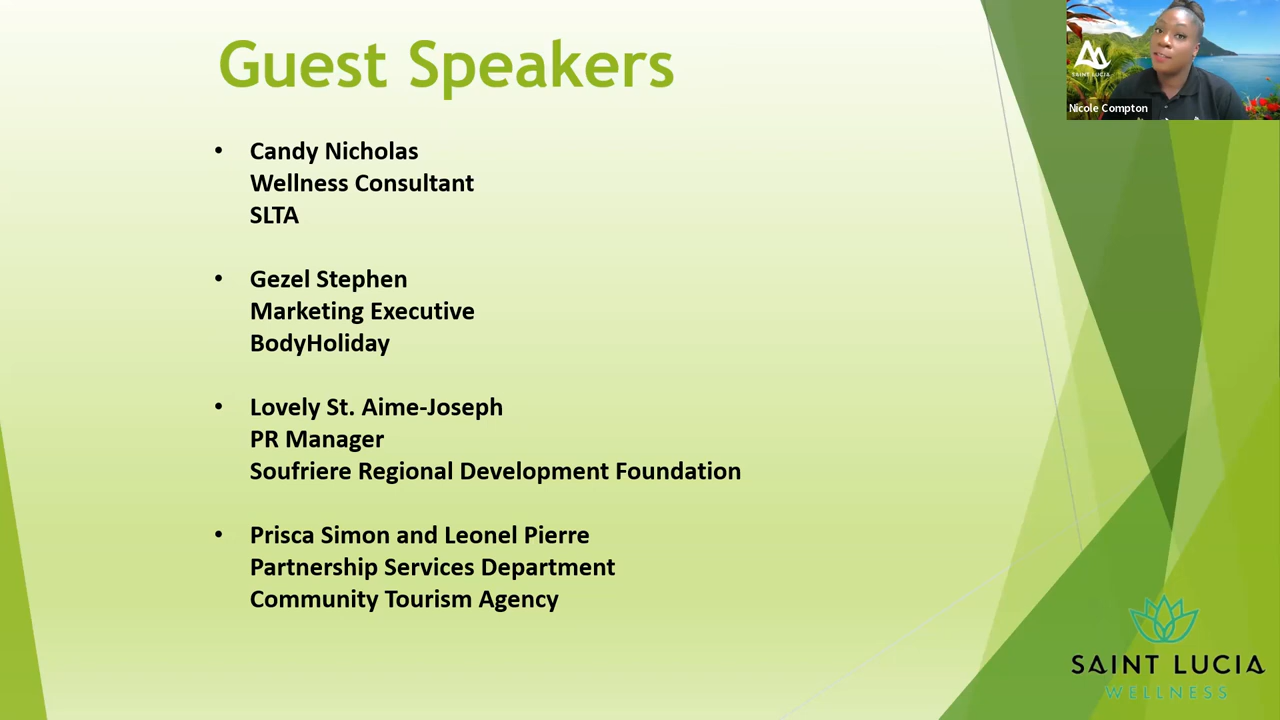 Guest Speakers
SAINT LUCIA
Nicole Compton
• Candy Nicholas
Wellness Consultant
SLTA
• Gezel Stephen
Marketing Executive
BodyHoliday
• Lovely St. Aime-Joseph
PR Manager
Soufriere Regional Development Foundation
• Prisca Simon and Leonel Pierre
Partnership Services Department
Community Tourism Agency
SAINT LUCIA
WELLNESS